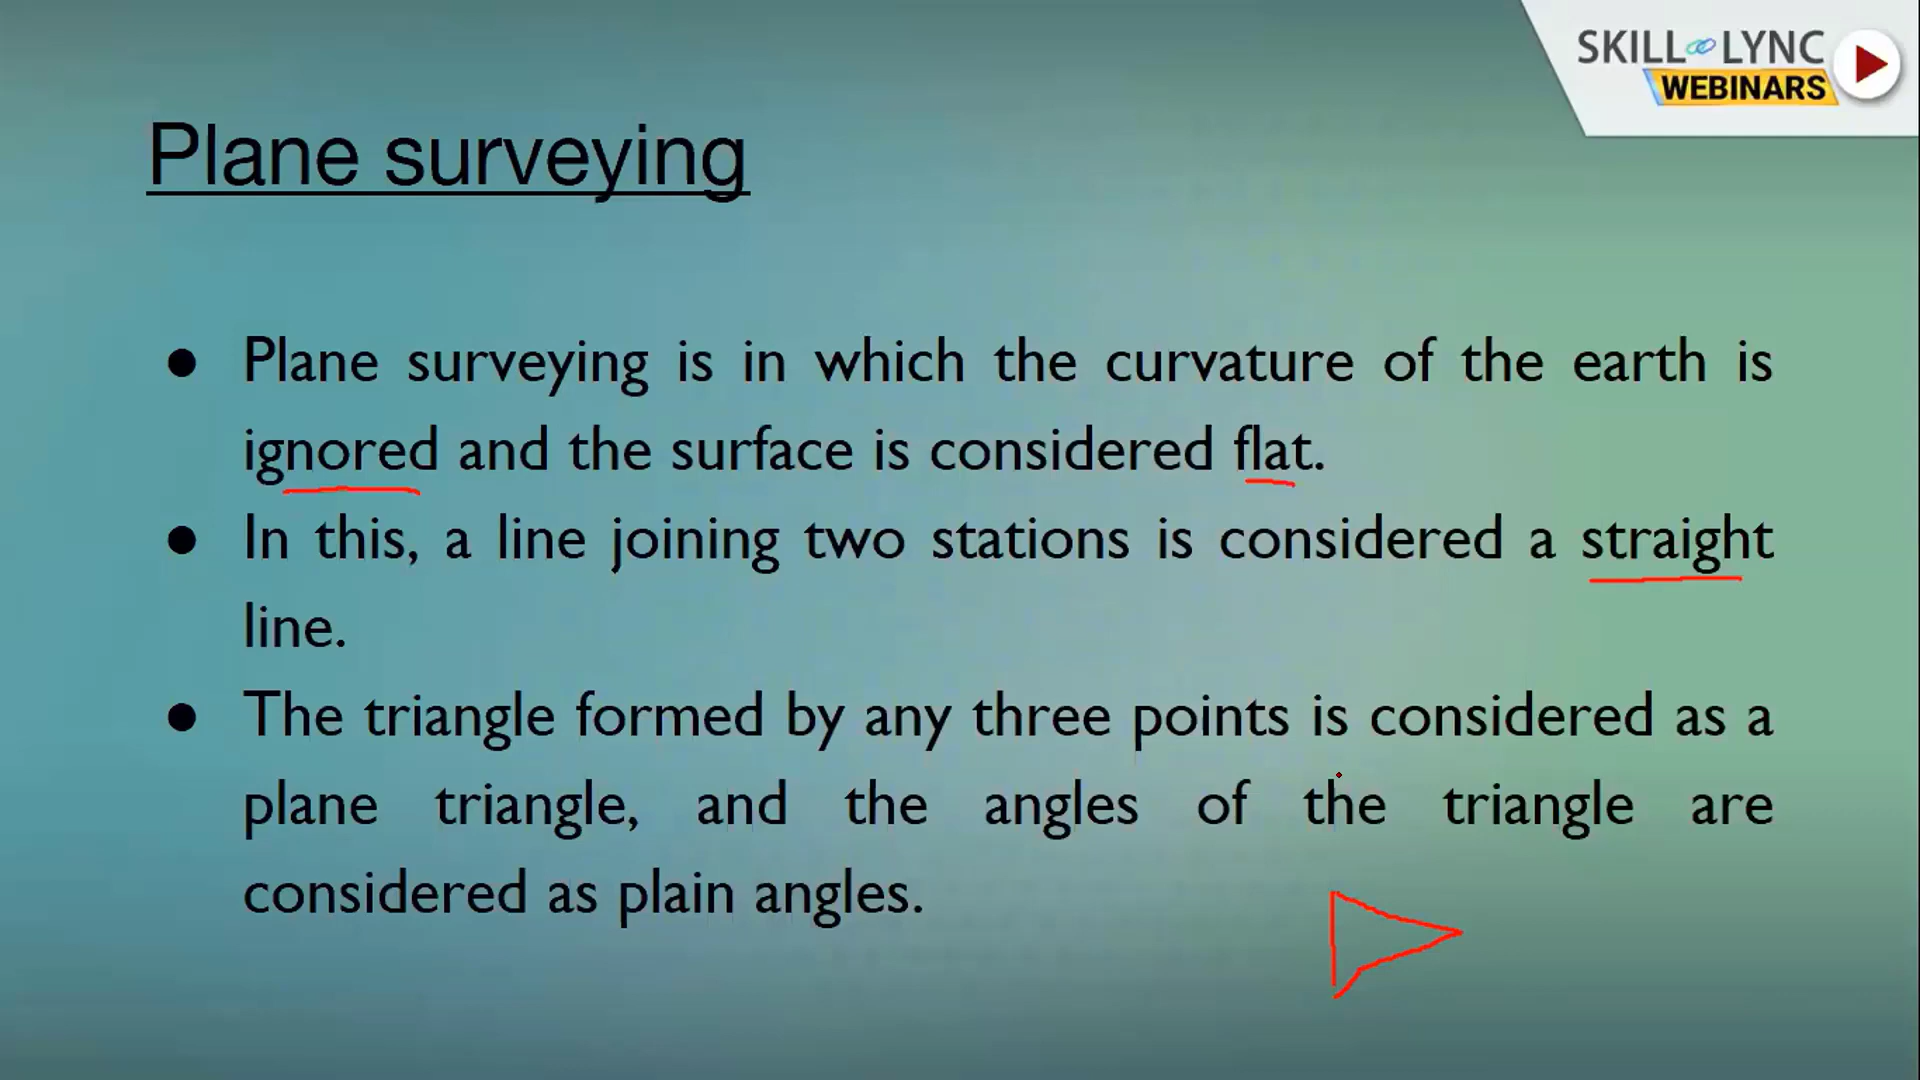 SKILL LYNC
WEBINARS
Plane surveying
● Plane surveying is in which the curvature of the earth is
ignored and the surface is considered flat.
● In this, a line joining two stations is considered a straight
line.
● The triangle formed by any three points is considered as a
plane triangle, and the angles of the triangle are
considered as plain angles.